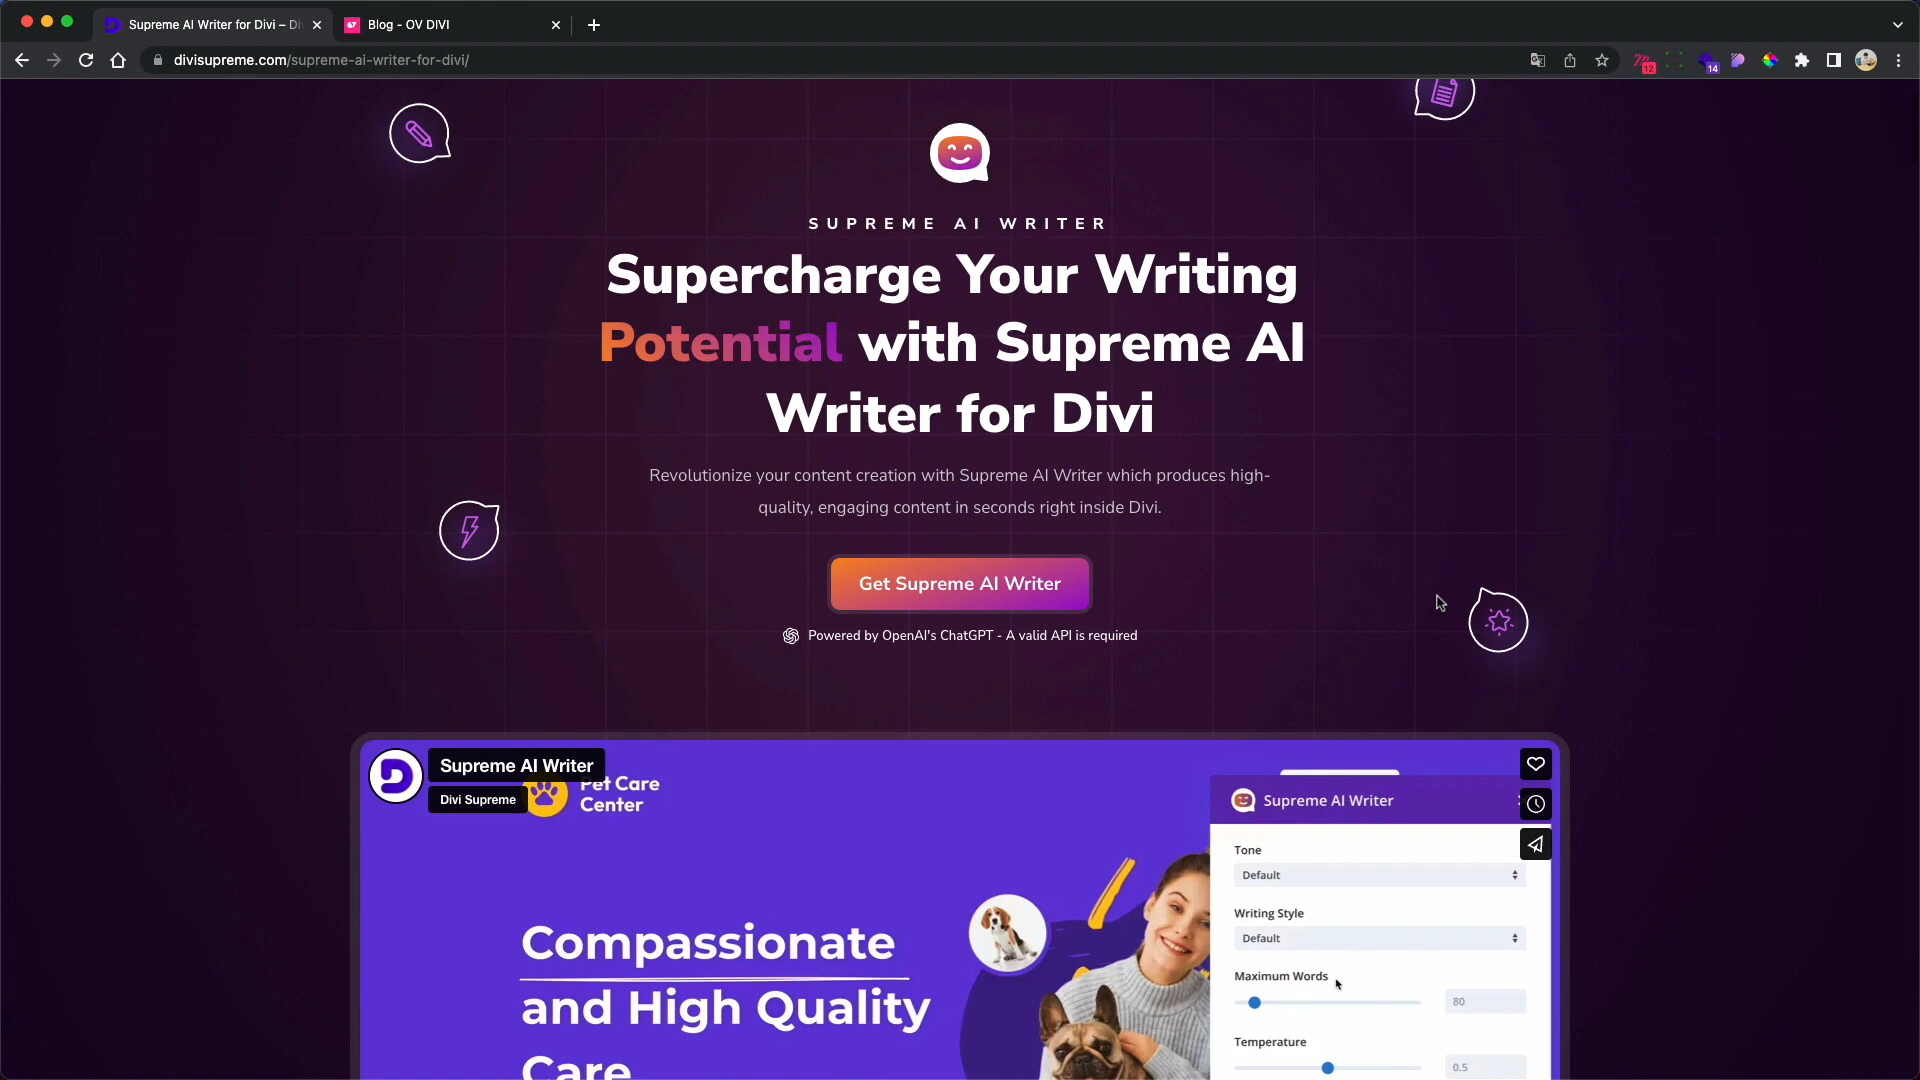 Supreme AI Writer for Divi – Di
Blog - OV DIVI
divisupreme.com/supreme-ai-writer-for-divi/
12
14
SUPREME AI WRITER
Supercharge Your Writing
Potential with Supreme AI
Writer for Divi
Revolutionize your content creation with Supreme AI Writer which produces high-
quality, engaging content in seconds right inside Divi.
Get Supreme AI Writer
Powered by OpenAI's ChatGPT - A valid API is required
Supreme AI Writer
Divi Supreme
Pet Care
Center
Compassionate
and High Quality
Care
Supreme AI Writer
Tone
Default
Writing Style
Default
Maximum Words
80
Temperature
0.5